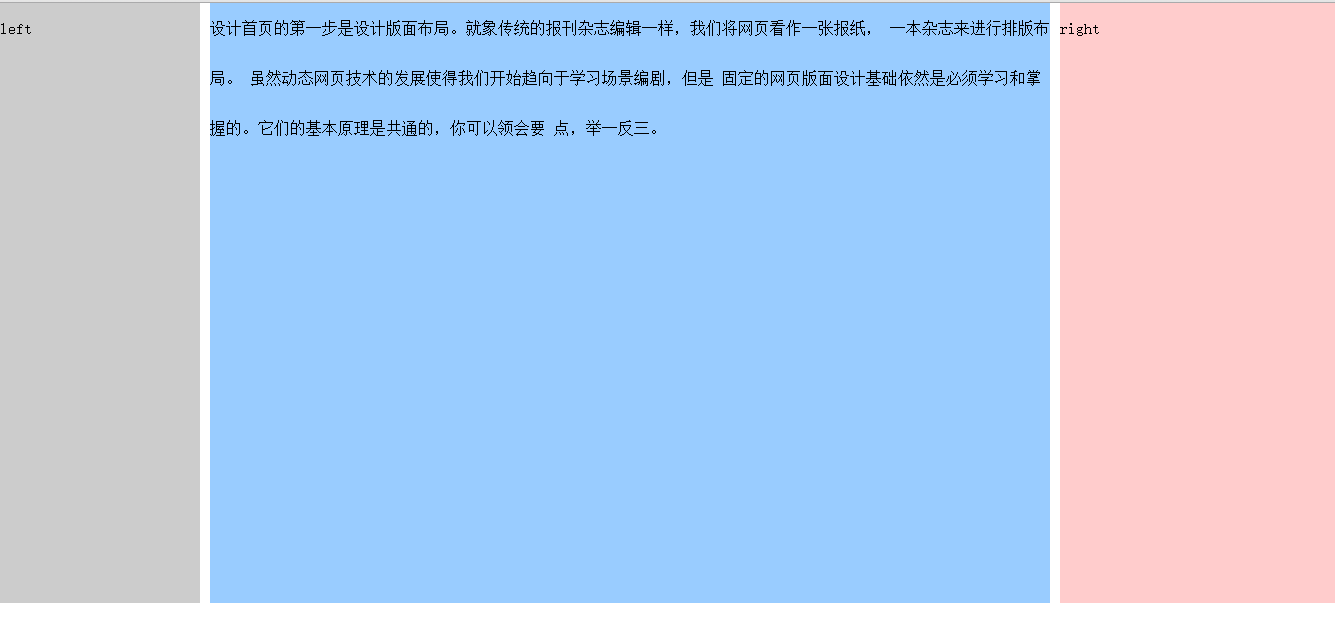 left
设计首页的第一步是设计版面布局。就象传统的报刊杂志编辑一样，我们将网页看作一张报纸， 一本杂志来进行排版布
局。 虽然动态网页技术的发展使得我们开始趋向于学习场景编剧，但是 固定的网页版面设计基础依然是必须学习和掌
握的。它们的基本原理是共通的，你可以领会要 点，举一反三。
right